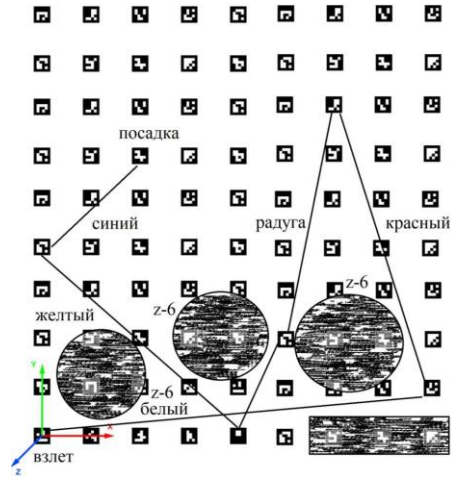 посадка
синий
радуга
красный
z-6
желтый
z-6
z-6
белый
Y
X
взлет
Z